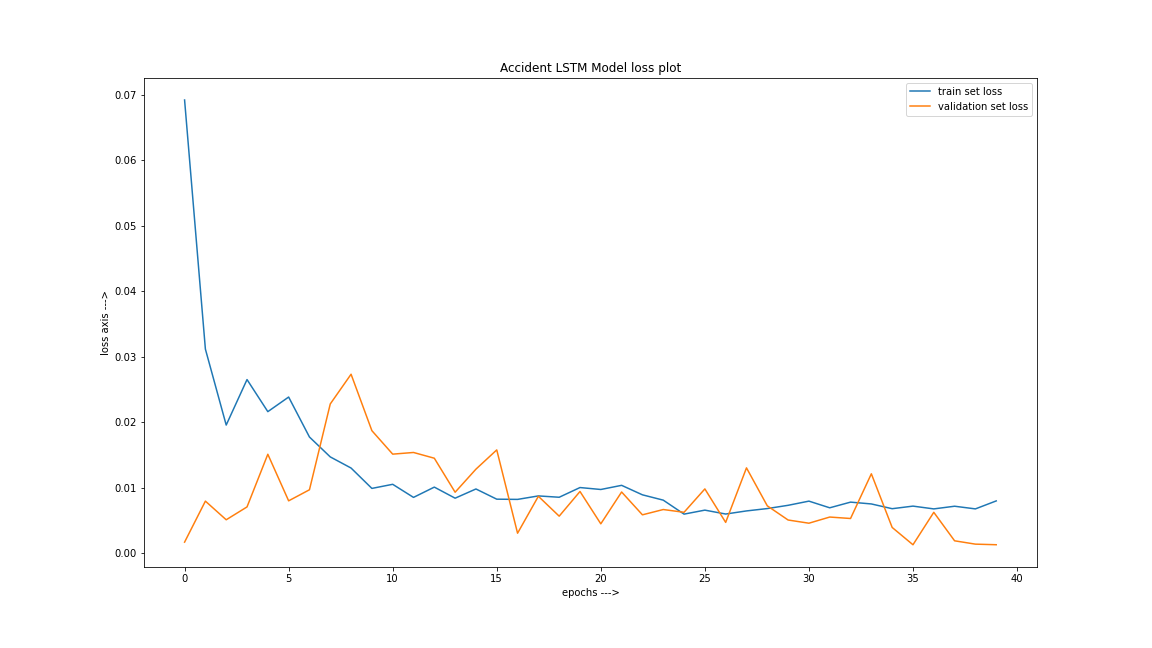 Accident LSTM Model loss plot
train set loss
validation set loss
loss axis --->
0.07
0.06
0.05
0.04
0.03
0.02
0.01
0.00
0 5 10 15 20 25 30 35 40
epochs --->